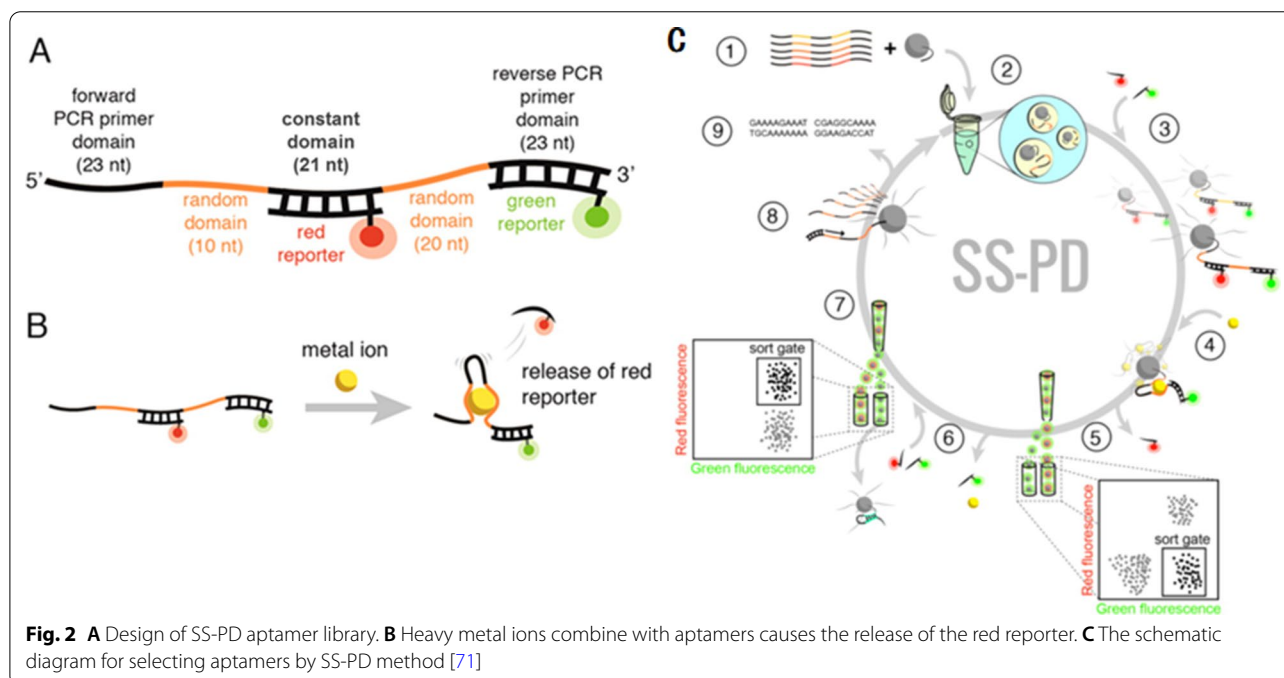 A
forward
PCR primer
domain
(23 nt)
constant
domain
(21 nt)
reverse PCR
primer
domain
(23 nt)
5'
3'
random
domain
(10 nt)
red
reporter
random
domain
(20 nt)
green
reporter
B
metal ion
release of red
reporter
C
1
+
2
3
9
GAAAAGAAAT CGAGGCAAAA
TGCAAAAAAA GGAAGACCAT
8
SS-PD
7
4
sort gate
Red fluorescence
Green fluorescence
6
5
sort gate
Red fluorescence
Green fluorescence
Fig. 2 A Design of SS-PD aptamer library. B Heavy metal ions combine with aptamers causes the release of the red reporter. C The schematic
diagram for selecting aptamers by SS-PD method [71]